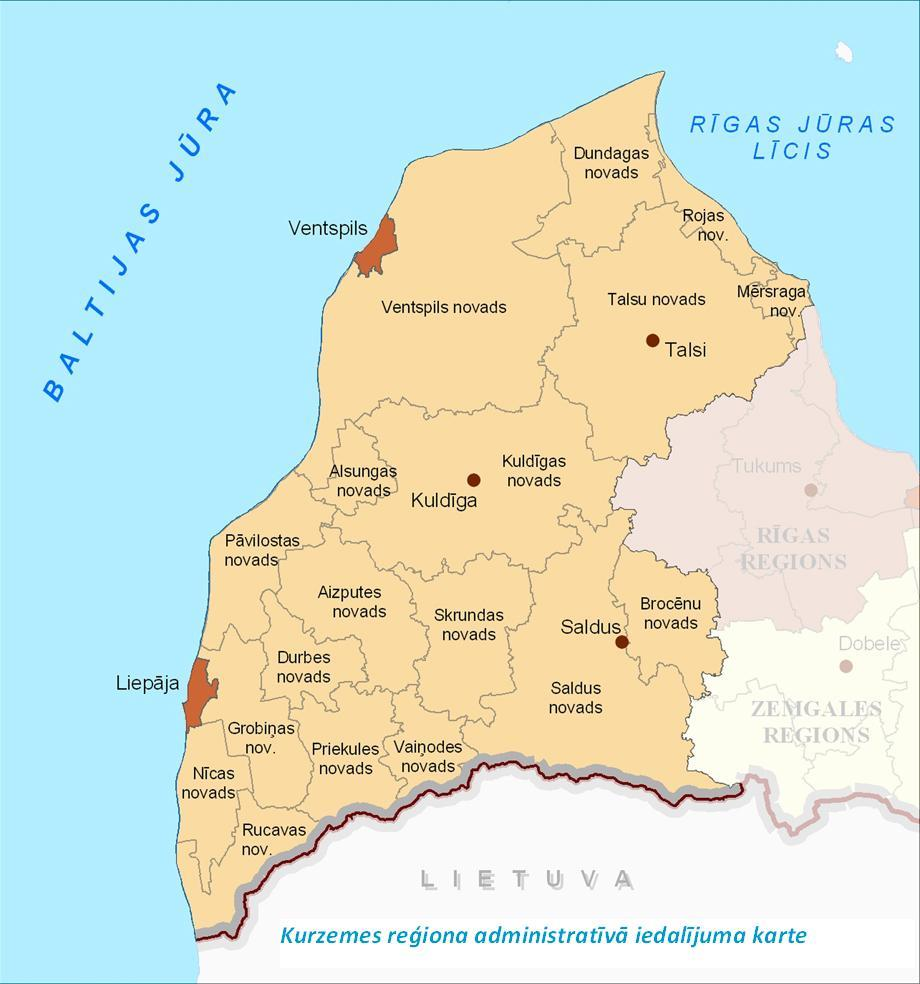 BALTIJAS JŪRA
RĪGAS JŪRAS
LĪCIS
Dundagas
novads
Rojas
nov.
Ventspils
Ventspils novads
Talsu novads
Mērsraga
nov.
Talsi
Alsungas
novads
Kuldīgas
novads
Kuldīga
Tukums
RĪGAS
REGIONS
Pāvilostas
novads
Aizputes
novads
Skrundas
novads
Brocēnu
novads
Saldus
Dobele
Durbes
novads
Liepāja
Saldus
novads
ZEMGALES
REGIONS
Grobiņas
nov.
Priekules
novads
Vaiņodes
novads
Nīcas
novads
Rucavas
nov.
LIETUVA
Kurzemes reģiona administratīvā iedalījuma karte